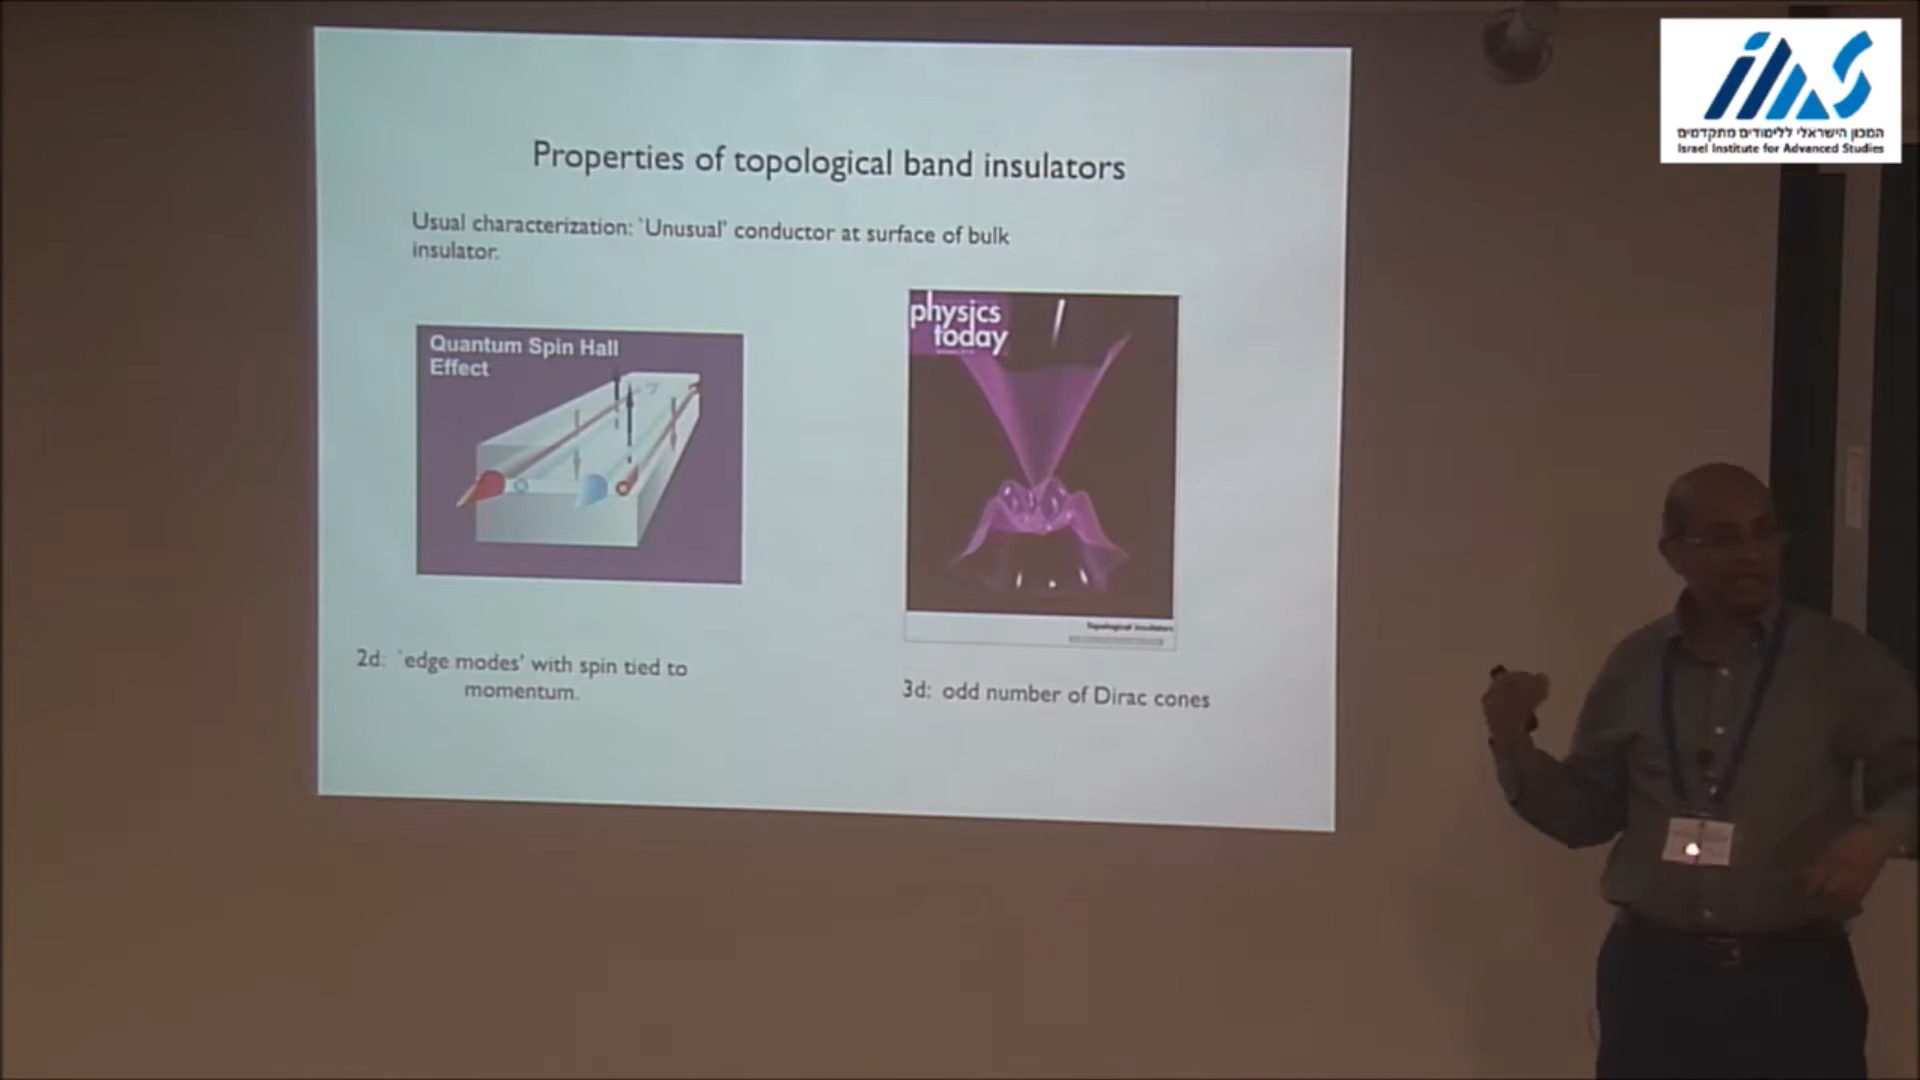 Properties of topological band insulators
Usual characterization: `Unusual' conductor at surface of bulk
insulator.
Quantum Spin Hall
Effect
physics
today
Topological insulators
2d: `edge modes' with spin tied to
momentum.
3d: odd number of Dirac cones
iias
המכון הישראלי ללימודים מתקדמים
Israel Institute for Advanced Studies